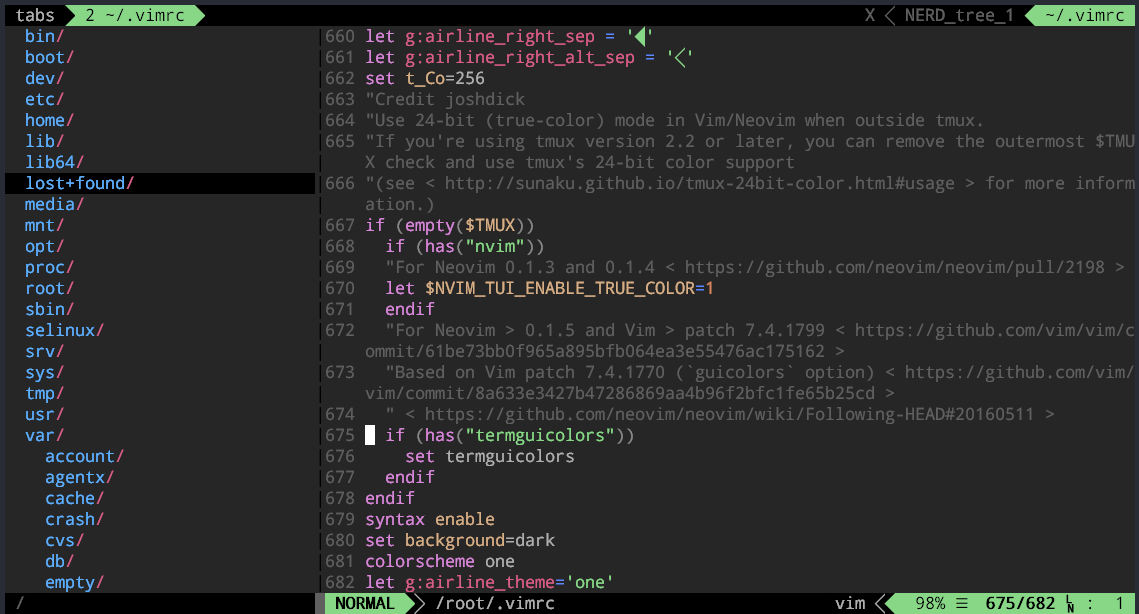 tabs 2 ~/.vimrc X NERD_tree_1 ~/.vimrc
bin/
boot/
dev/
etc/
home/
lib/
lib64/
lost+found/
media/
mnt/
opt/
proc/
root/
sbin/
selinux/
srv/
sys/
tmp/
usr/
var/
account/
agentx/
cache/
crash/
cvs/
db/
empty/
/
660 let g:airline_right_sep = ''
661 let g:airline_right_alt_sep = ''
662 set t_Co=256
663 "Credit joshdick
664 "Use 24-bit (true-color) mode in Vim/Neovim when outside tmux.
665 "If you're using tmux version 2.2 or later, you can remove the outermost $TMU
X check and use tmux's 24-bit color support
666 "(see < http://sunaku.github.io/tmux-24bit-color.html#usage > for more inform
ation.)
667 if (empty($TMUX))
668   if (has("nvim"))
669   "For Neovim 0.1.3 and 0.1.4 < https://github.com/neovim/neovim/pull/2198 >
670   let $NVIM_TUI_ENABLE_TRUE_COLOR=1
671   endif
672   "For Neovim > 0.1.5 and Vim > patch 7.4.1799 < https://github.com/vim/vim/c
ommit/61be73bb0f965a895bfb064ea3e55476ac175162 >
673   "Based on Vim patch 7.4.1770 (`guicolors` option) < https://github.com/vim/
vim/commit/8a633e3427b47286869aa4b96f2bfc1fe65b25cd >
674   " < https://github.com/neovim/neovim/wiki/Following-HEAD#20160511 >
675   if (has("termguicolors"))
676     set termguicolors
677   endif
678 endif
679 syntax enable
680 set background=dark
681 colorscheme one
682 let g:airline_theme='one'
NORMAL /root/.vimrc vim 98% ☰ 675/682 LN : 1